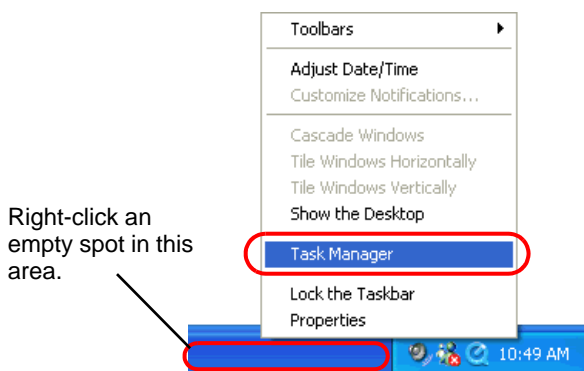 Toolbars
Adjust Date/Time
Customize Notifications...
Cascade Windows
Tile Windows Horizontally
Tile Windows Vertically
Show the Desktop
Task Manager
Lock the Taskbar
Properties
Right-click an
empty spot in this
area.
10:49 AM